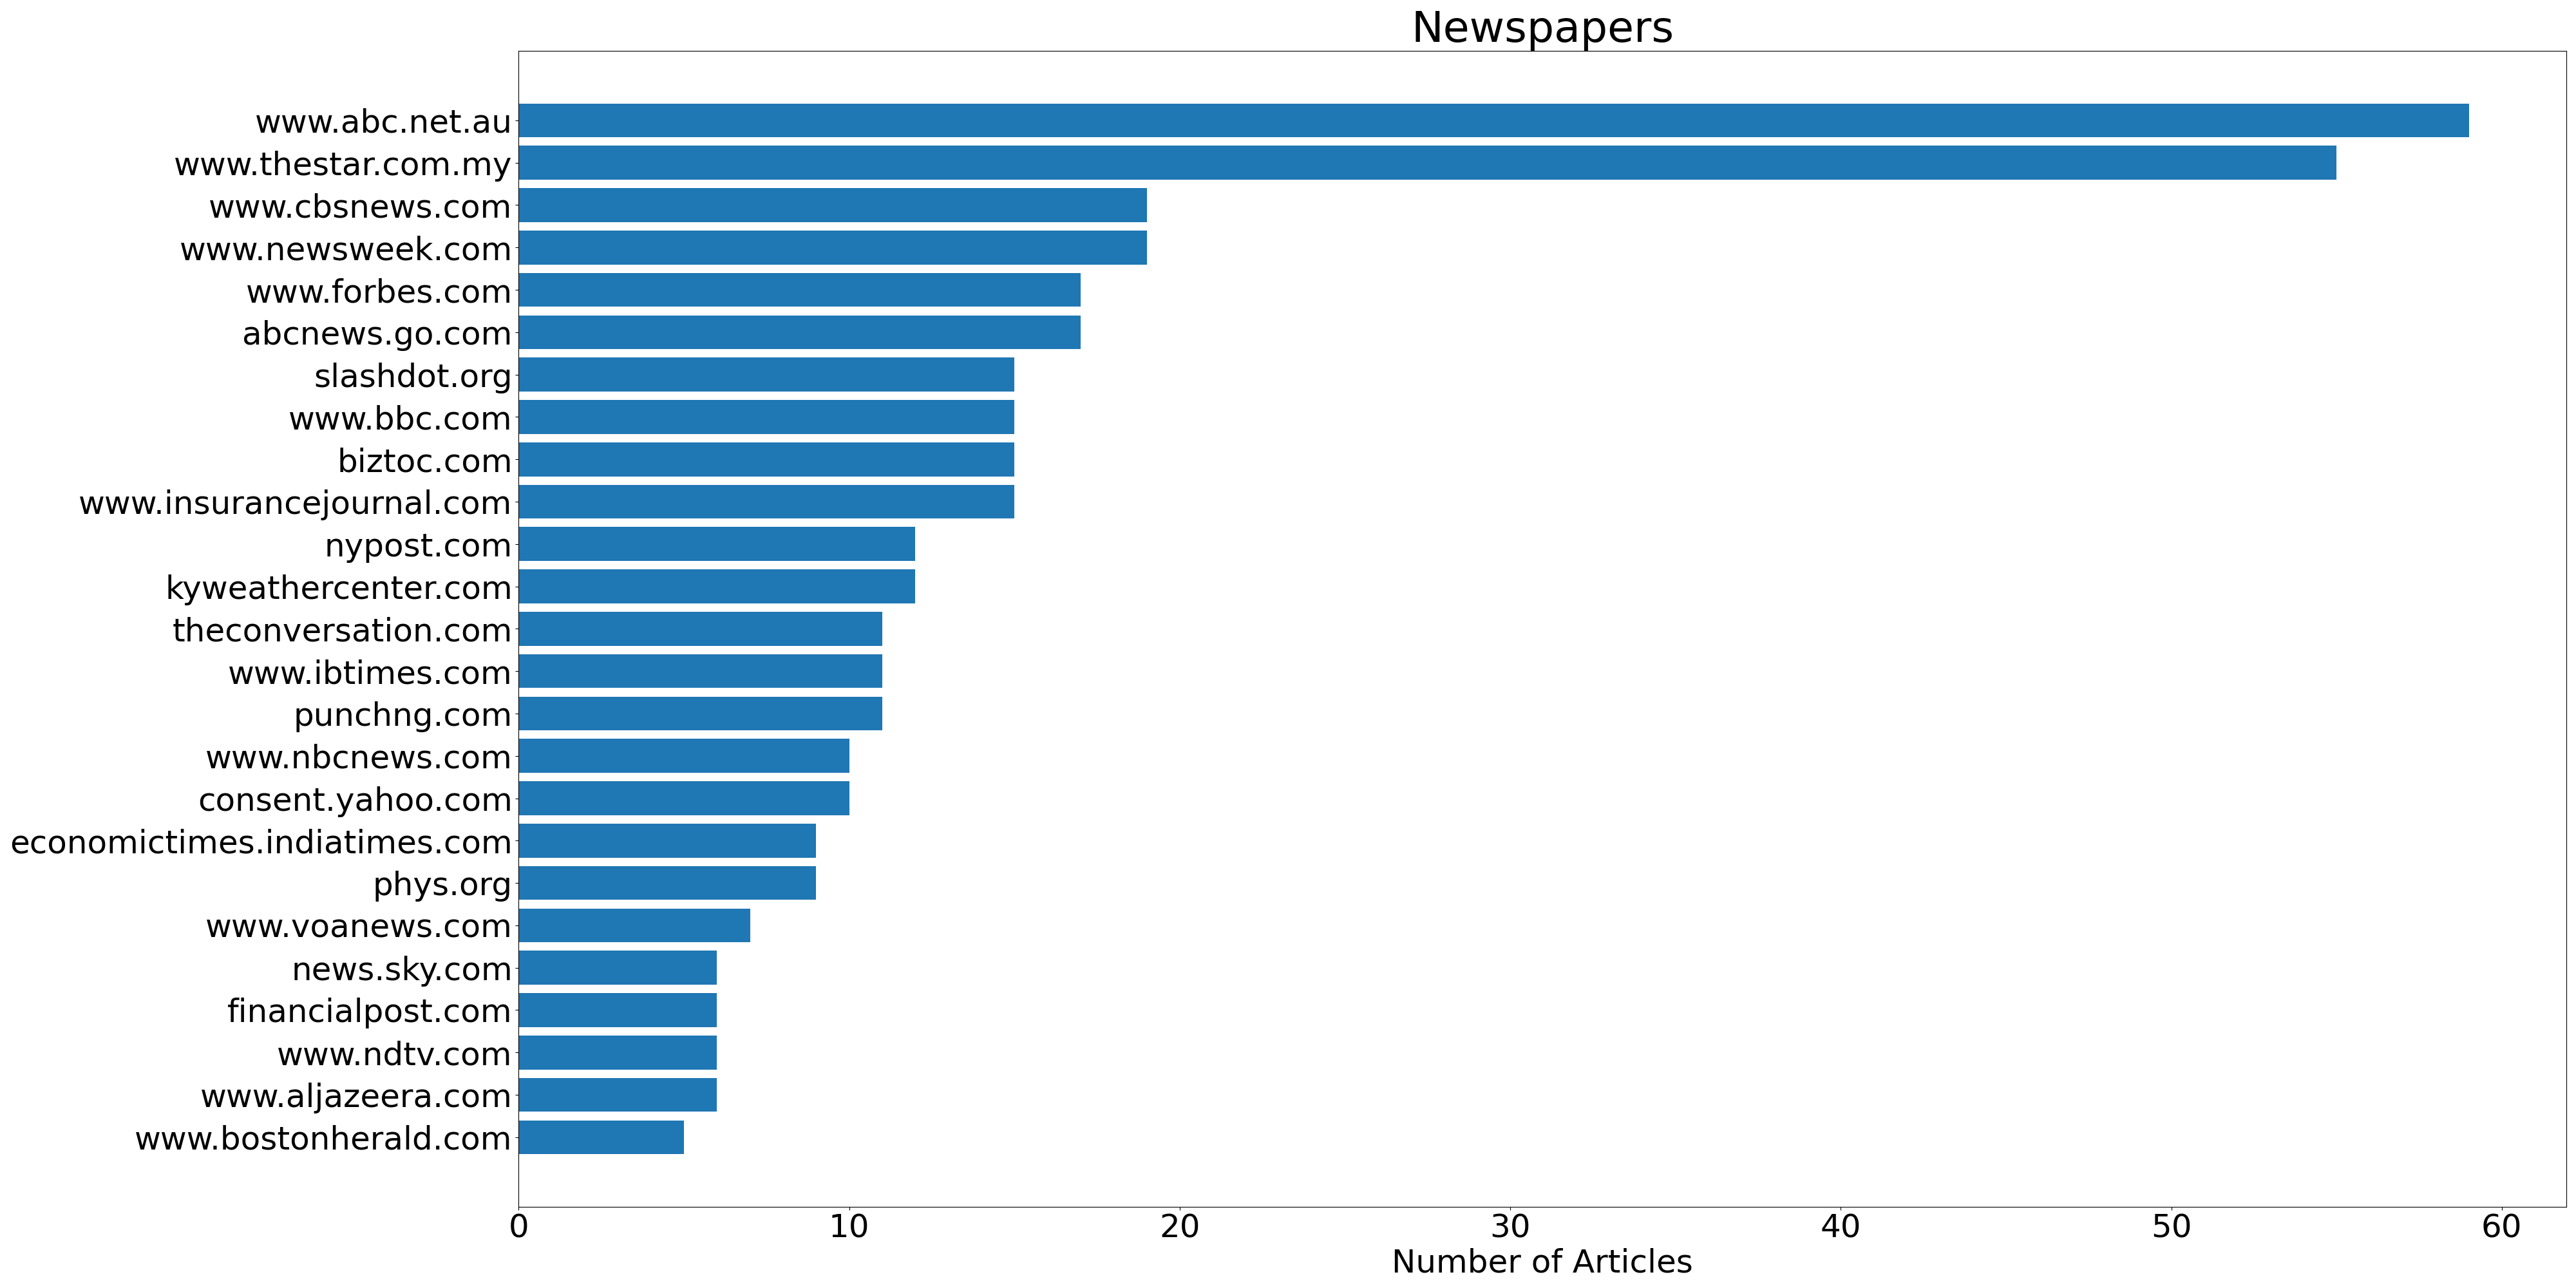 Newspapers
www.abc.net.au
www.thestar.com.my
www.cbsnews.com
www.newsweek.com
www.forbes.com
abcnews.go.com
slashdot.org
www.bbc.com
biztoc.com
www.insurancejournal.com
nypost.com
kyweathercenter.com
theconversation.com
www.ibtimes.com
punchng.com
www.nbcnews.com
consent.yahoo.com
economictimes.indiatimes.com
phys.org
www.voanews.com
news.sky.com
financialpost.com
www.ndtv.com
www.aljazeera.com
www.bostonherald.com
0 10 20 30 40 50 60
Number of Articles